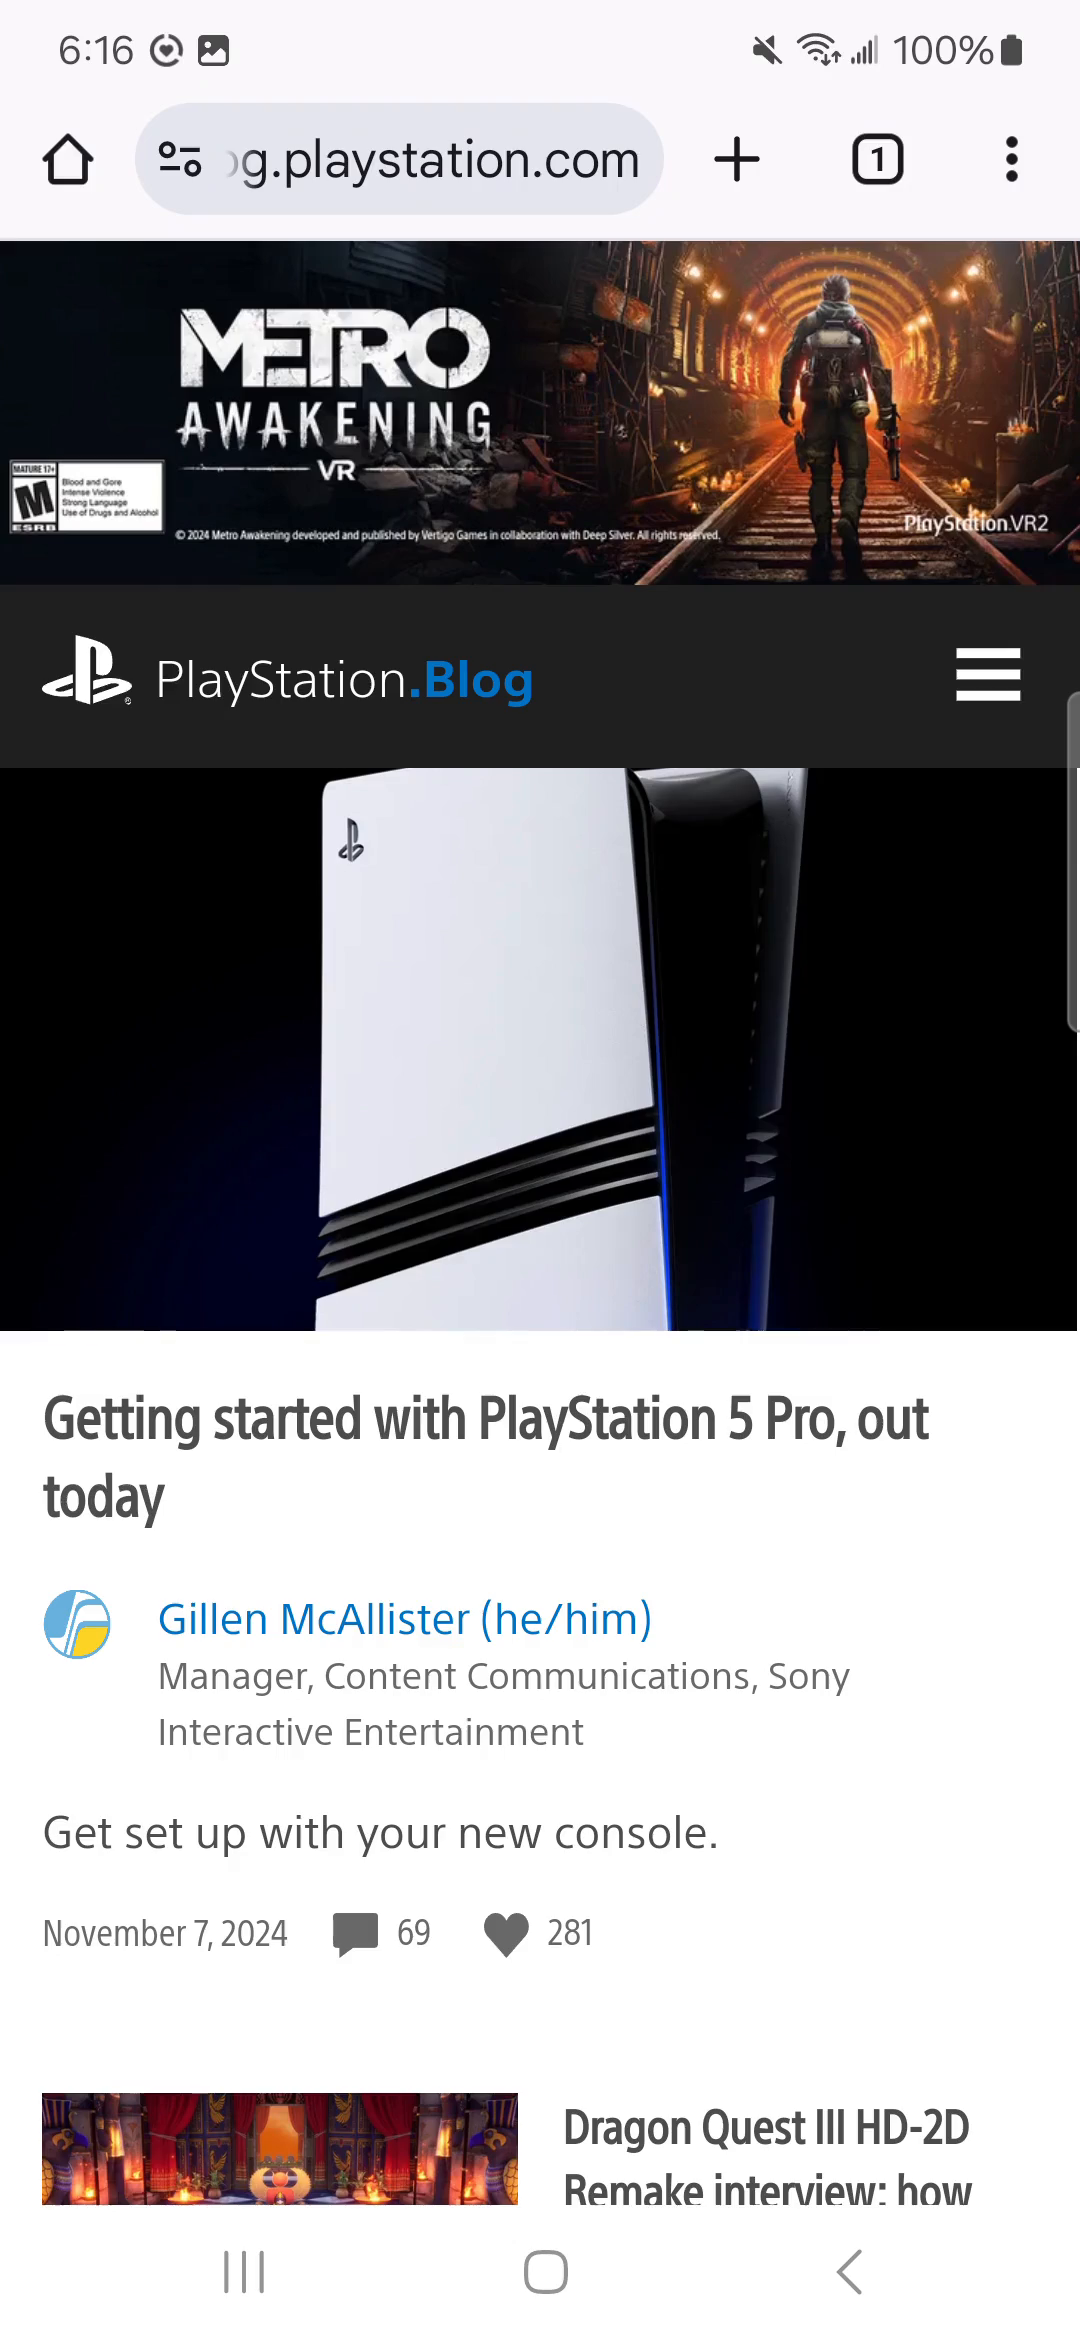 6:16
100%
og.playstation.com
1
METRO
AWAKENING
VR
MATURE 17+
M
ESRB
Blood and Gore
Intense Violence
Strong Language
Use of Drugs and Alcohol
© 2024 Metro Awakening developed and published by Vertigo Games in collaboration with Deep Silver. All rights reserved.
PlayStation VR2
PlayStation.Blog
Getting started with PlayStation 5 Pro, out
today
Gillen McAllister (he/him)
Manager, Content Communications, Sony
Interactive Entertainment
Get set up with your new console.
November 7, 2024 69 281
Dragon Quest III HD-2D
Remake interview: how